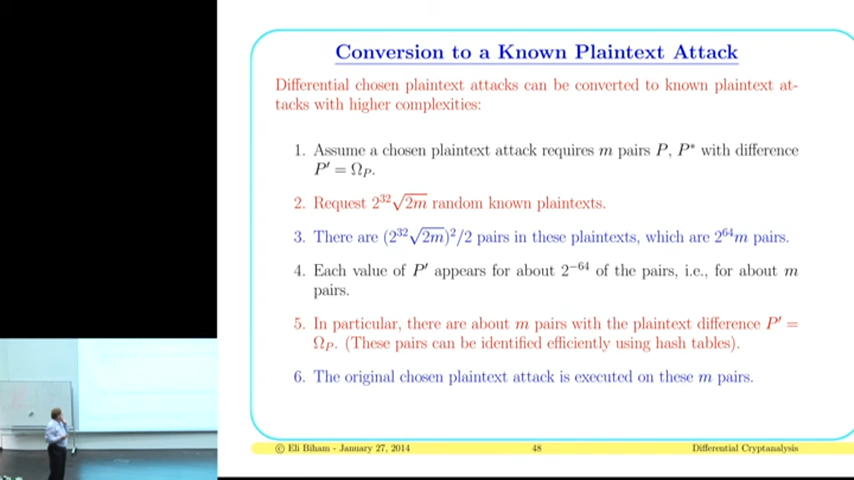 Conversion to a Known Plaintext Attack
Differential chosen plaintext attacks can be converted to known plaintext at-
tacks with higher complexities:
1. Assume a chosen plaintext attack requires m pairs P, P* with difference
P′ = Ω_P.
2. Request 2^32√2m random known plaintexts.
3. There are (2^32√2m)^2/2 pairs in these plaintexts, which are 2^64m pairs.
4. Each value of P′ appears for about 2^−64 of the pairs, i.e., for about m
pairs.
5. In particular, there are about m pairs with the plaintext difference P′ =
Ω_P. (These pairs can be identified efficiently using hash tables).
6. The original chosen plaintext attack is executed on these m pairs.
© Eli Biham - January 27, 2014 48 Differential Cryptanalysis